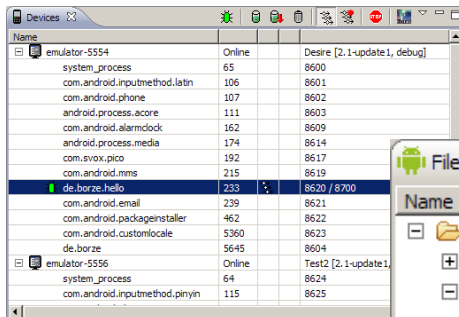 Devices
Name
emulator-5554 Online Desire [2.1-update1, debug]
system_process 65 8600
com.android.inputmethod.latin 106 8601
com.android.phone 107 8602
android.process.acore 111 8603
com.android.alarmclock 162 8609
android.process.media 174 8614
com.svox.pico 192 8617
com.android.mms 215 8619
de.borze.hello 233 8620 / 8700
com.android.email 239 8621
com.android.packageinstaller 462 8622
com.android.customlocale 5360 8623
de.borze 5645 8604
emulator-5556 Online Test2 [2.1-update1,
system_process 64 8624
com.android.inputmethod.pinyin 115 8625
File
Name